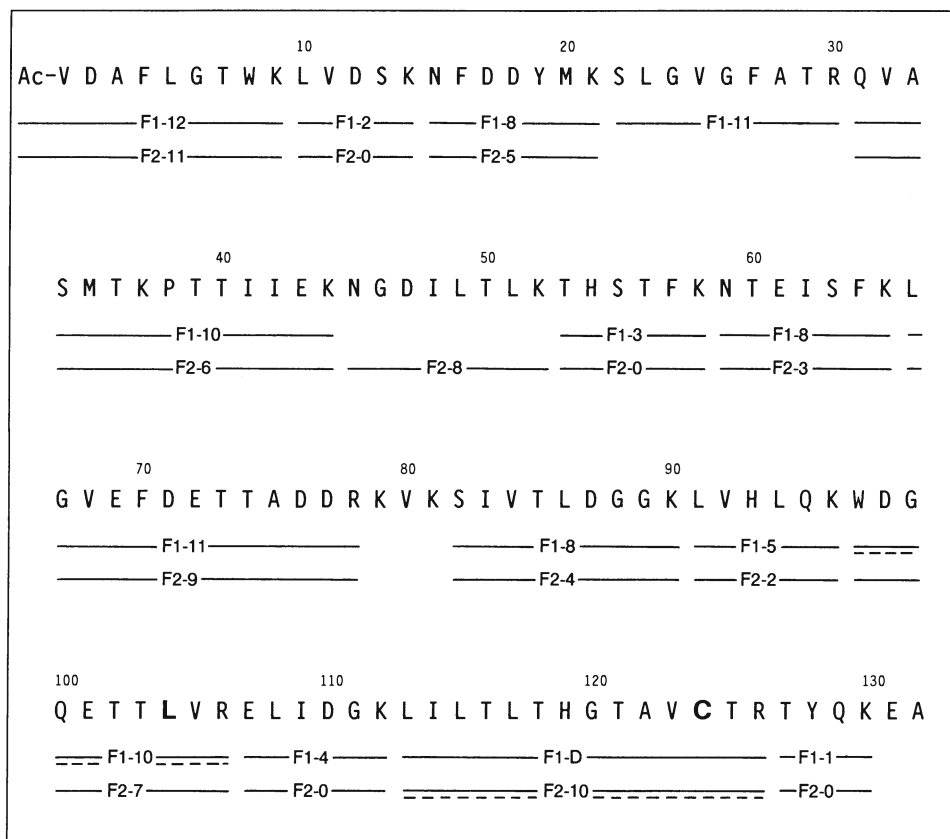 10 20 30
Ac-V D A F L G T W K L V D S K N F D D Y M K S L G V G F A T R Q V A
F1-12 F1-2 F1-8 F1-11
F2-11 F2-0 F2-5
40 50 60
S M T K P T T I I E K N G D I L T L K T H S T F K N T E I S F K L
F1-10 F1-3 F1-8
F2-6 F2-8 F2-0 F2-3
70 80 90
G V E F D E T T A D D R K V K S I V T L D G G K L V H L Q K W D G
F1-11 F1-8 F1-5
F2-9 F2-4 F2-2
100 110 120 130
Q E T T L V R E L I D G K L I L T L T H G T A V C T R T Y Q K E A
F1-10 F1-4 F1-D F1-1
F2-7 F2-0 F2-10 F2-0